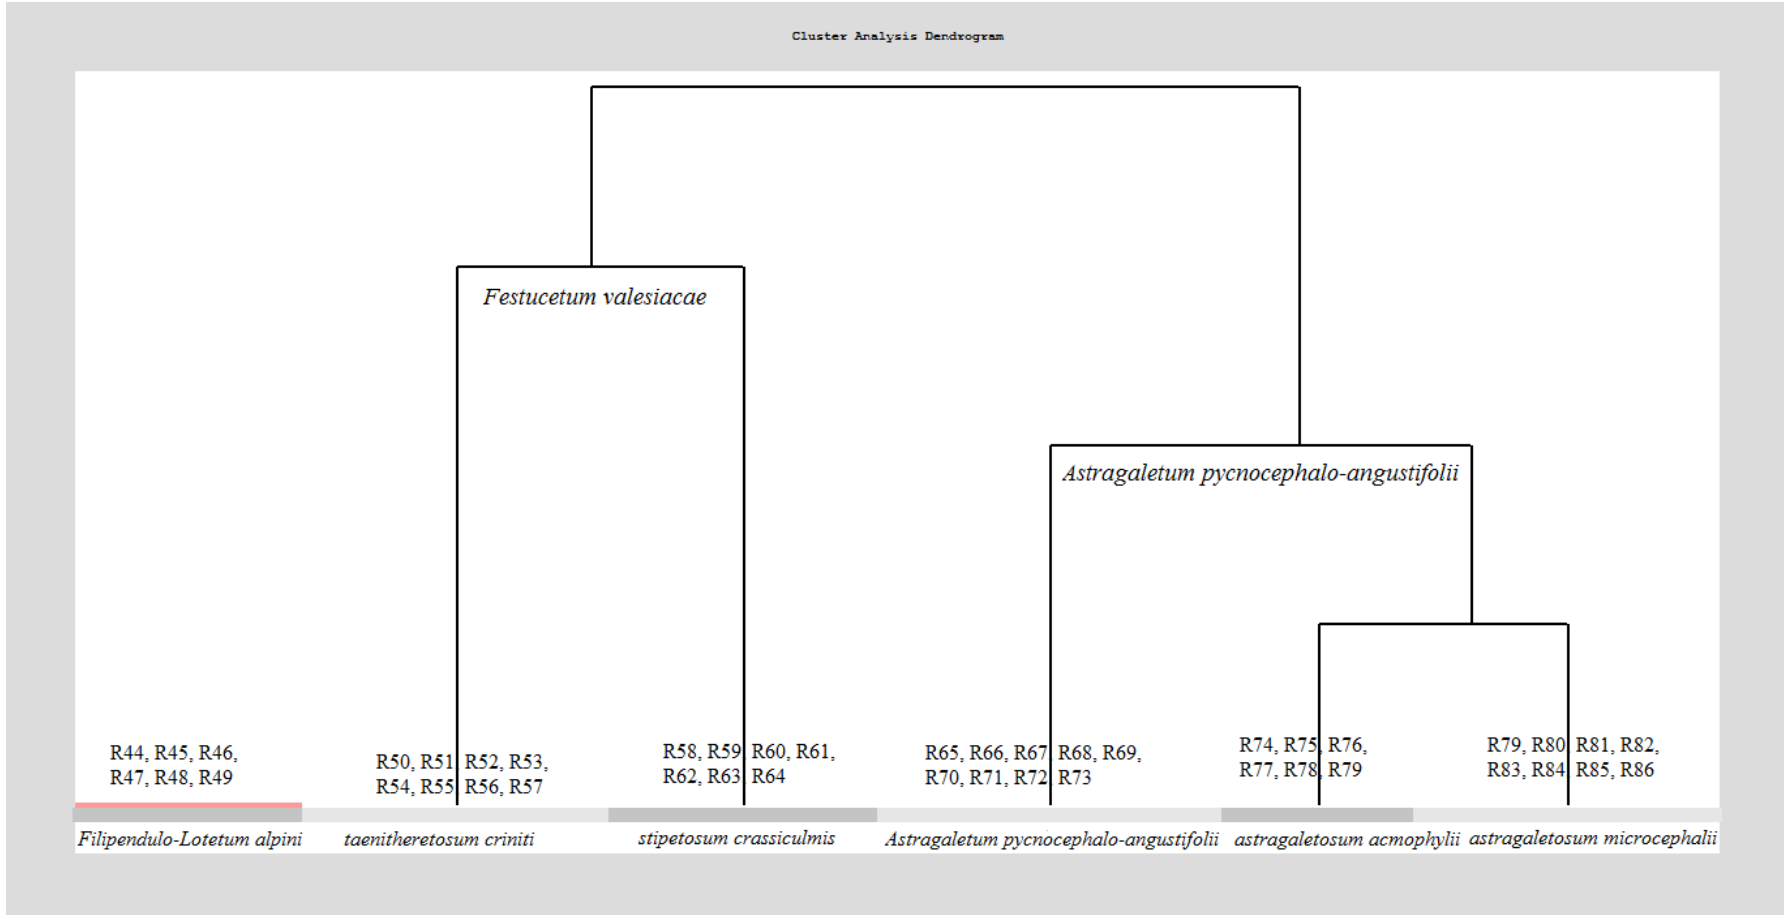 Cluster Analysis Dendrogram
Festucetum valesiacae
Astragaletum pycnocephalo-angustifolii
R44, R45, R46,
R47, R48, R49
R50, R51, R52, R53,
R54, R55, R56, R57
R58, R59, R60, R61,
R62, R63, R64
R65, R66, R67, R68, R69,
R70, R71, R72, R73
R74, R75, R76,
R77, R78, R79
R79, R80, R81, R82,
R83, R84, R85, R86
Filipendulo-Lotetum alpini
taenitheretosum criniti
stipetosum crassiculmis
Astragaletum pycnocephalo-angustifolii
astragaletosum acmophylii
astragaletosum microcephalii